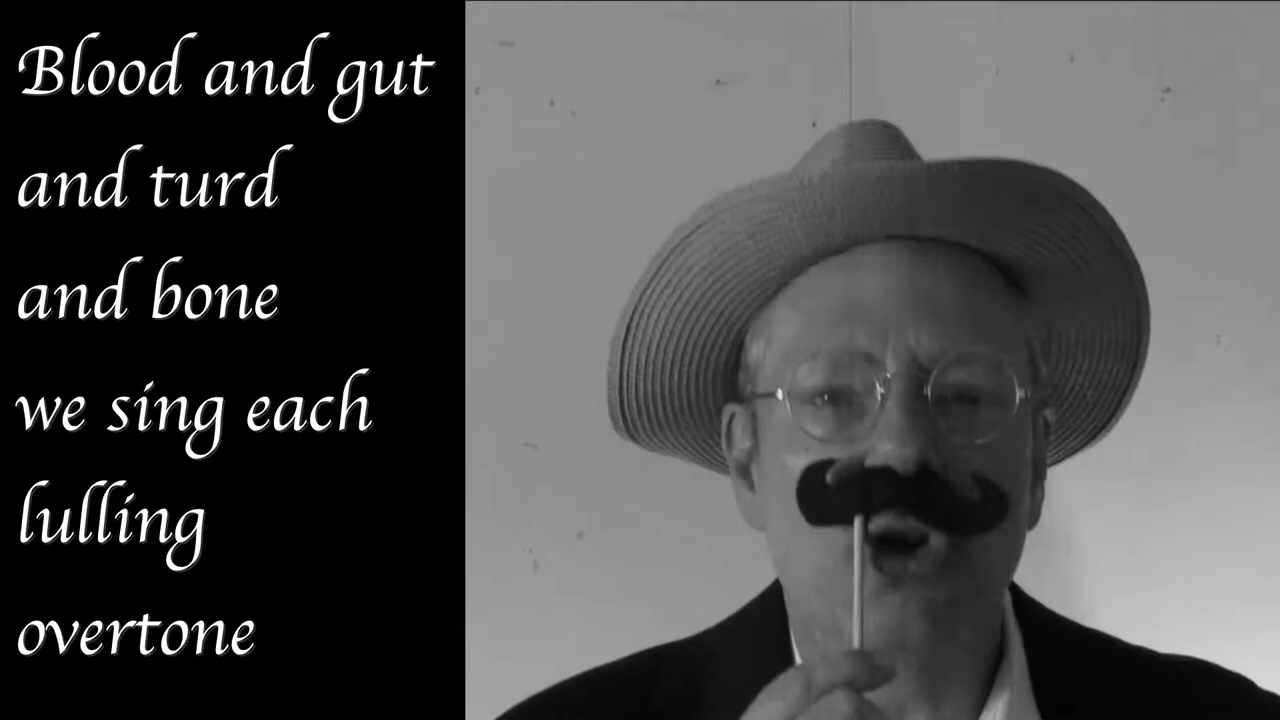 Blood and gut
and turd
and bone
we sing each
lulling
overtone